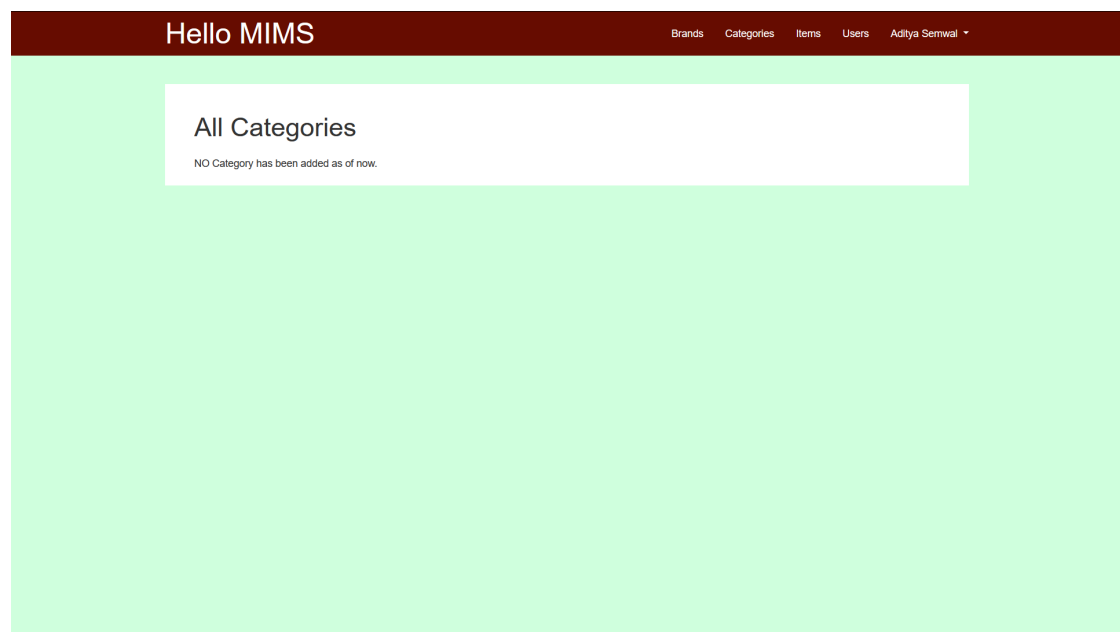 Hello MIMS
Brands Categories Items Users Aditya Semwal
All Categories
NO Category has been added as of now.